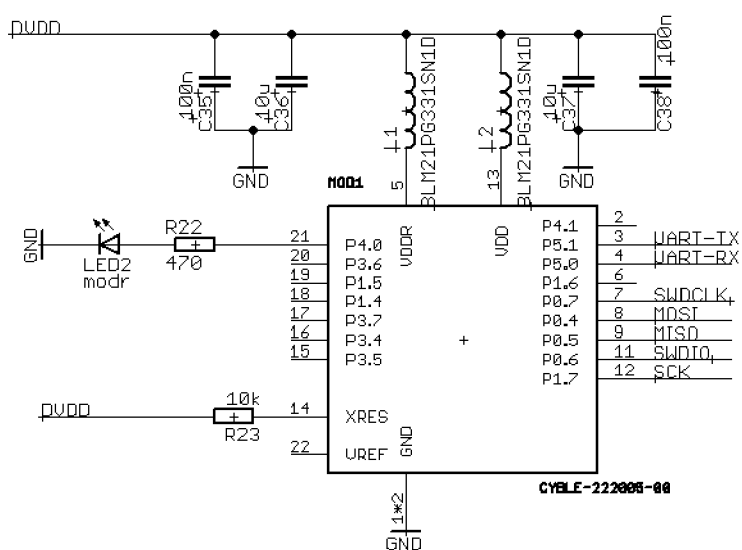 DVDD
100n
C35
10u
C36
L1
BLM21PG331SN1D
L2
BLM21PG331SN1D
10u
C37
100n
C38
GND
GND
MOD1
5
13
VDDR
VDD
GND
LED2
modr
R22
470
21 P4.0
20 P3.6
19 P1.5
18 P1.4
17 P3.7
16 P3.4
15 P3.5
P4.1 2
P5.1 3 UART-TX
P5.0 4 UART-RX
P1.6 6
P0.7 7 SWDCLK
P0.4 8 MOSI
P0.5 9 MISO
P0.6 11 SWDIO
P1.7 12 SCK
DVDD
10k
R23
14 XRES
22 VREF
GND
CYBLE-222005-00
1*2
GND